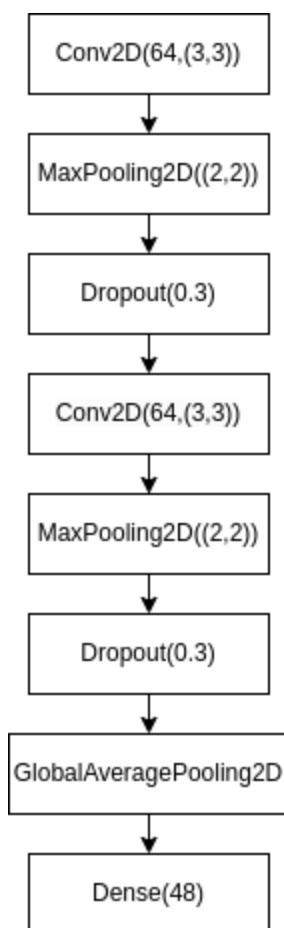 Conv2D(64,(3,3))
MaxPooling2D((2,2))
Dropout(0.3)
Conv2D(64,(3,3))
MaxPooling2D((2,2))
Dropout(0.3)
GlobalAveragePooling2D
Dense(48)